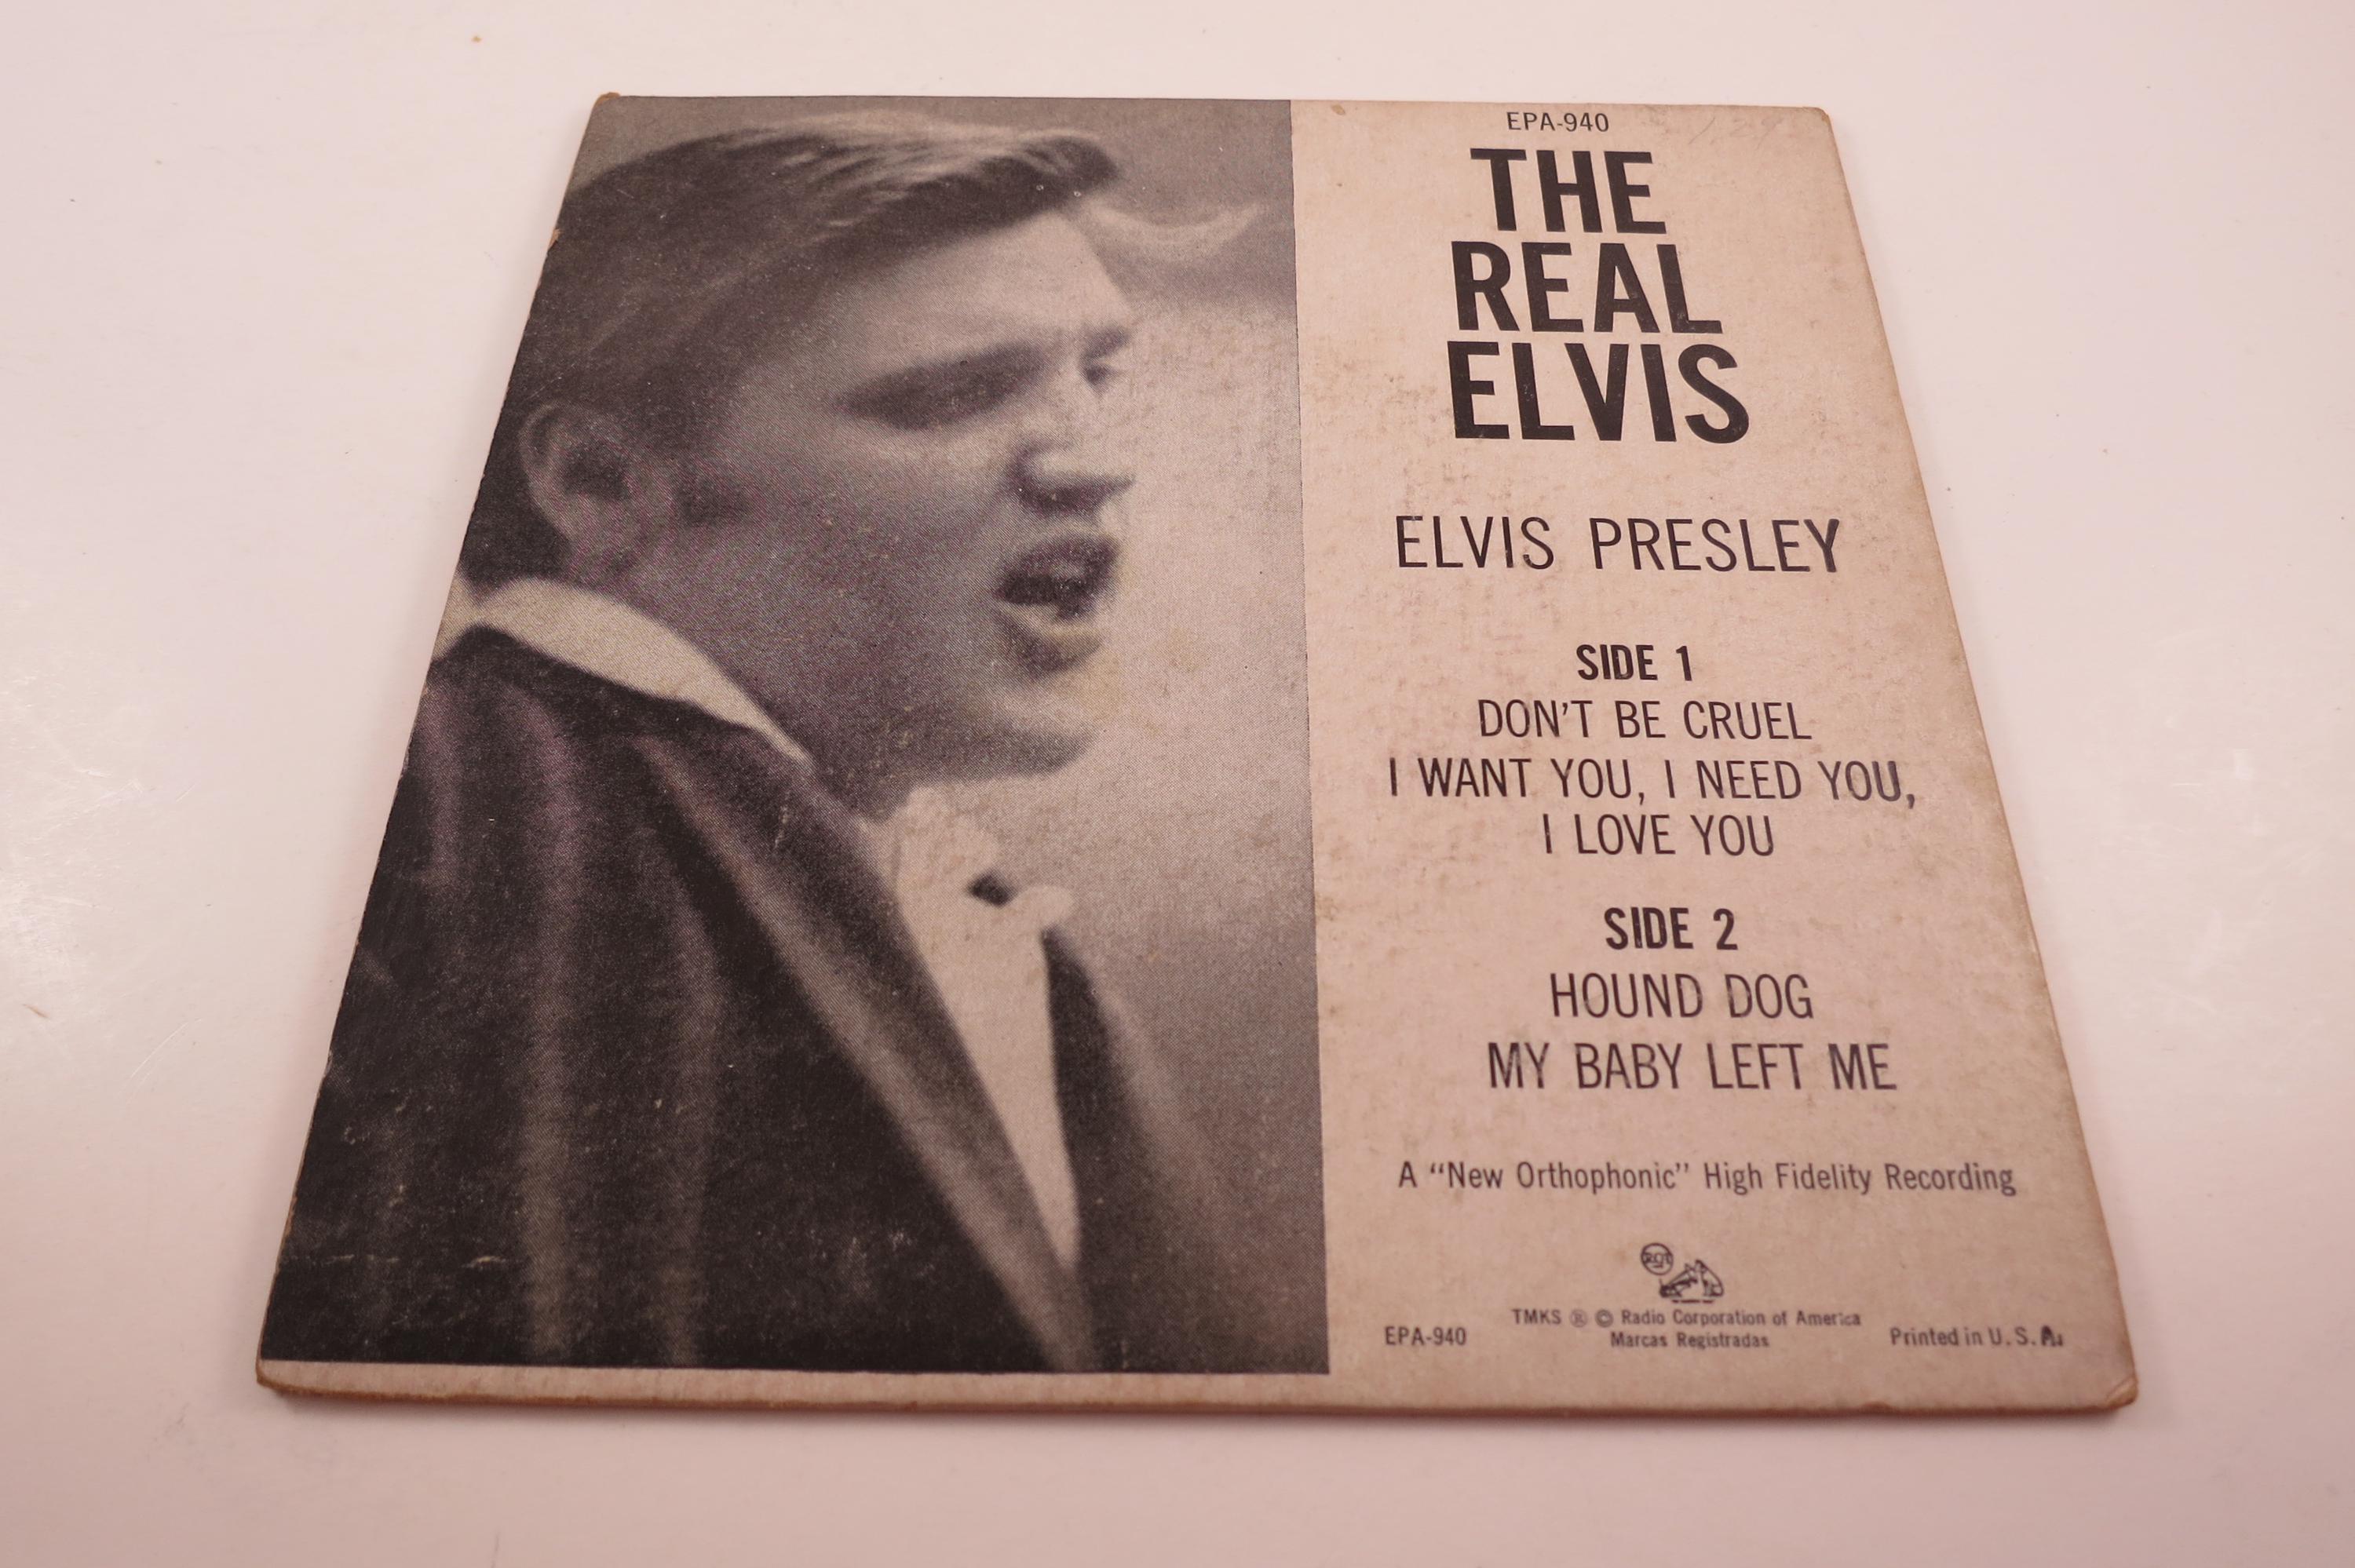 EPA-940
THE
REAL
ELVIS
ELVIS PRESLEY
SIDE 1
DON'T BE CRUEL
I WANT YOU, I NEED YOU,
I LOVE YOU
SIDE 2
HOUND DOG
MY BABY LEFT ME
A “New Orthophonic” High Fidelity Recording
RCA
TMKS ® © Radio Corporation of America
Marcas Registradas
EPA-940
Printed in U. S. A.